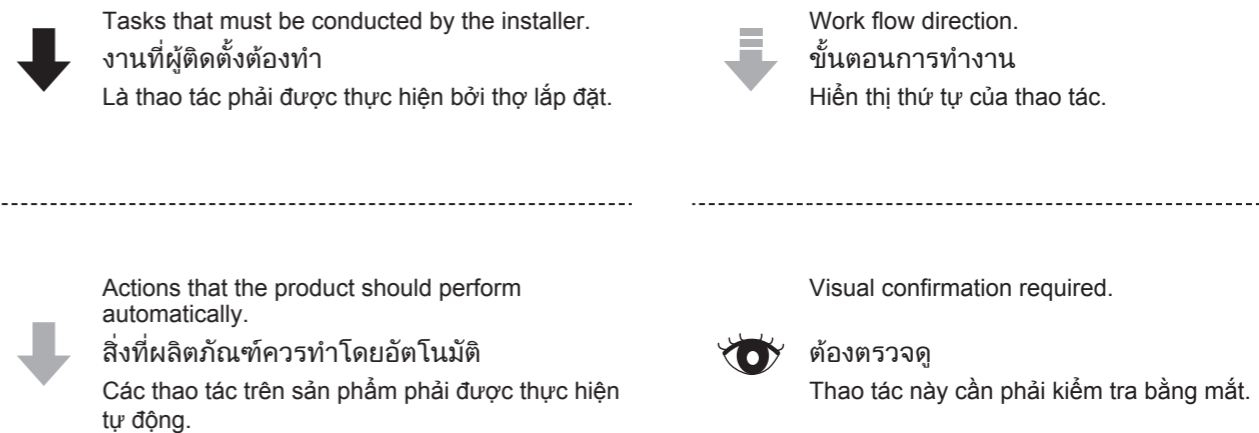 Tasks that must be conducted by the installer.
งานที่ผู้ติดตั้งต้องทำ
Là thao tác phải được thực hiện bởi thợ lắp đặt.
Work flow direction.
ขั้นตอนการทำงาน
Hiển thị thứ tự của thao tác.
Actions that the product should perform
automatically.
สิ่งที่ผลิตภัณฑ์ควรทำโดยอัตโนมัติ
Các thao tác trên sản phẩm phải được thực hiện
tự động.
Visual confirmation required.
ต้องตรวจดู
Thao tác này cần phải kiểm tra bằng mắt.